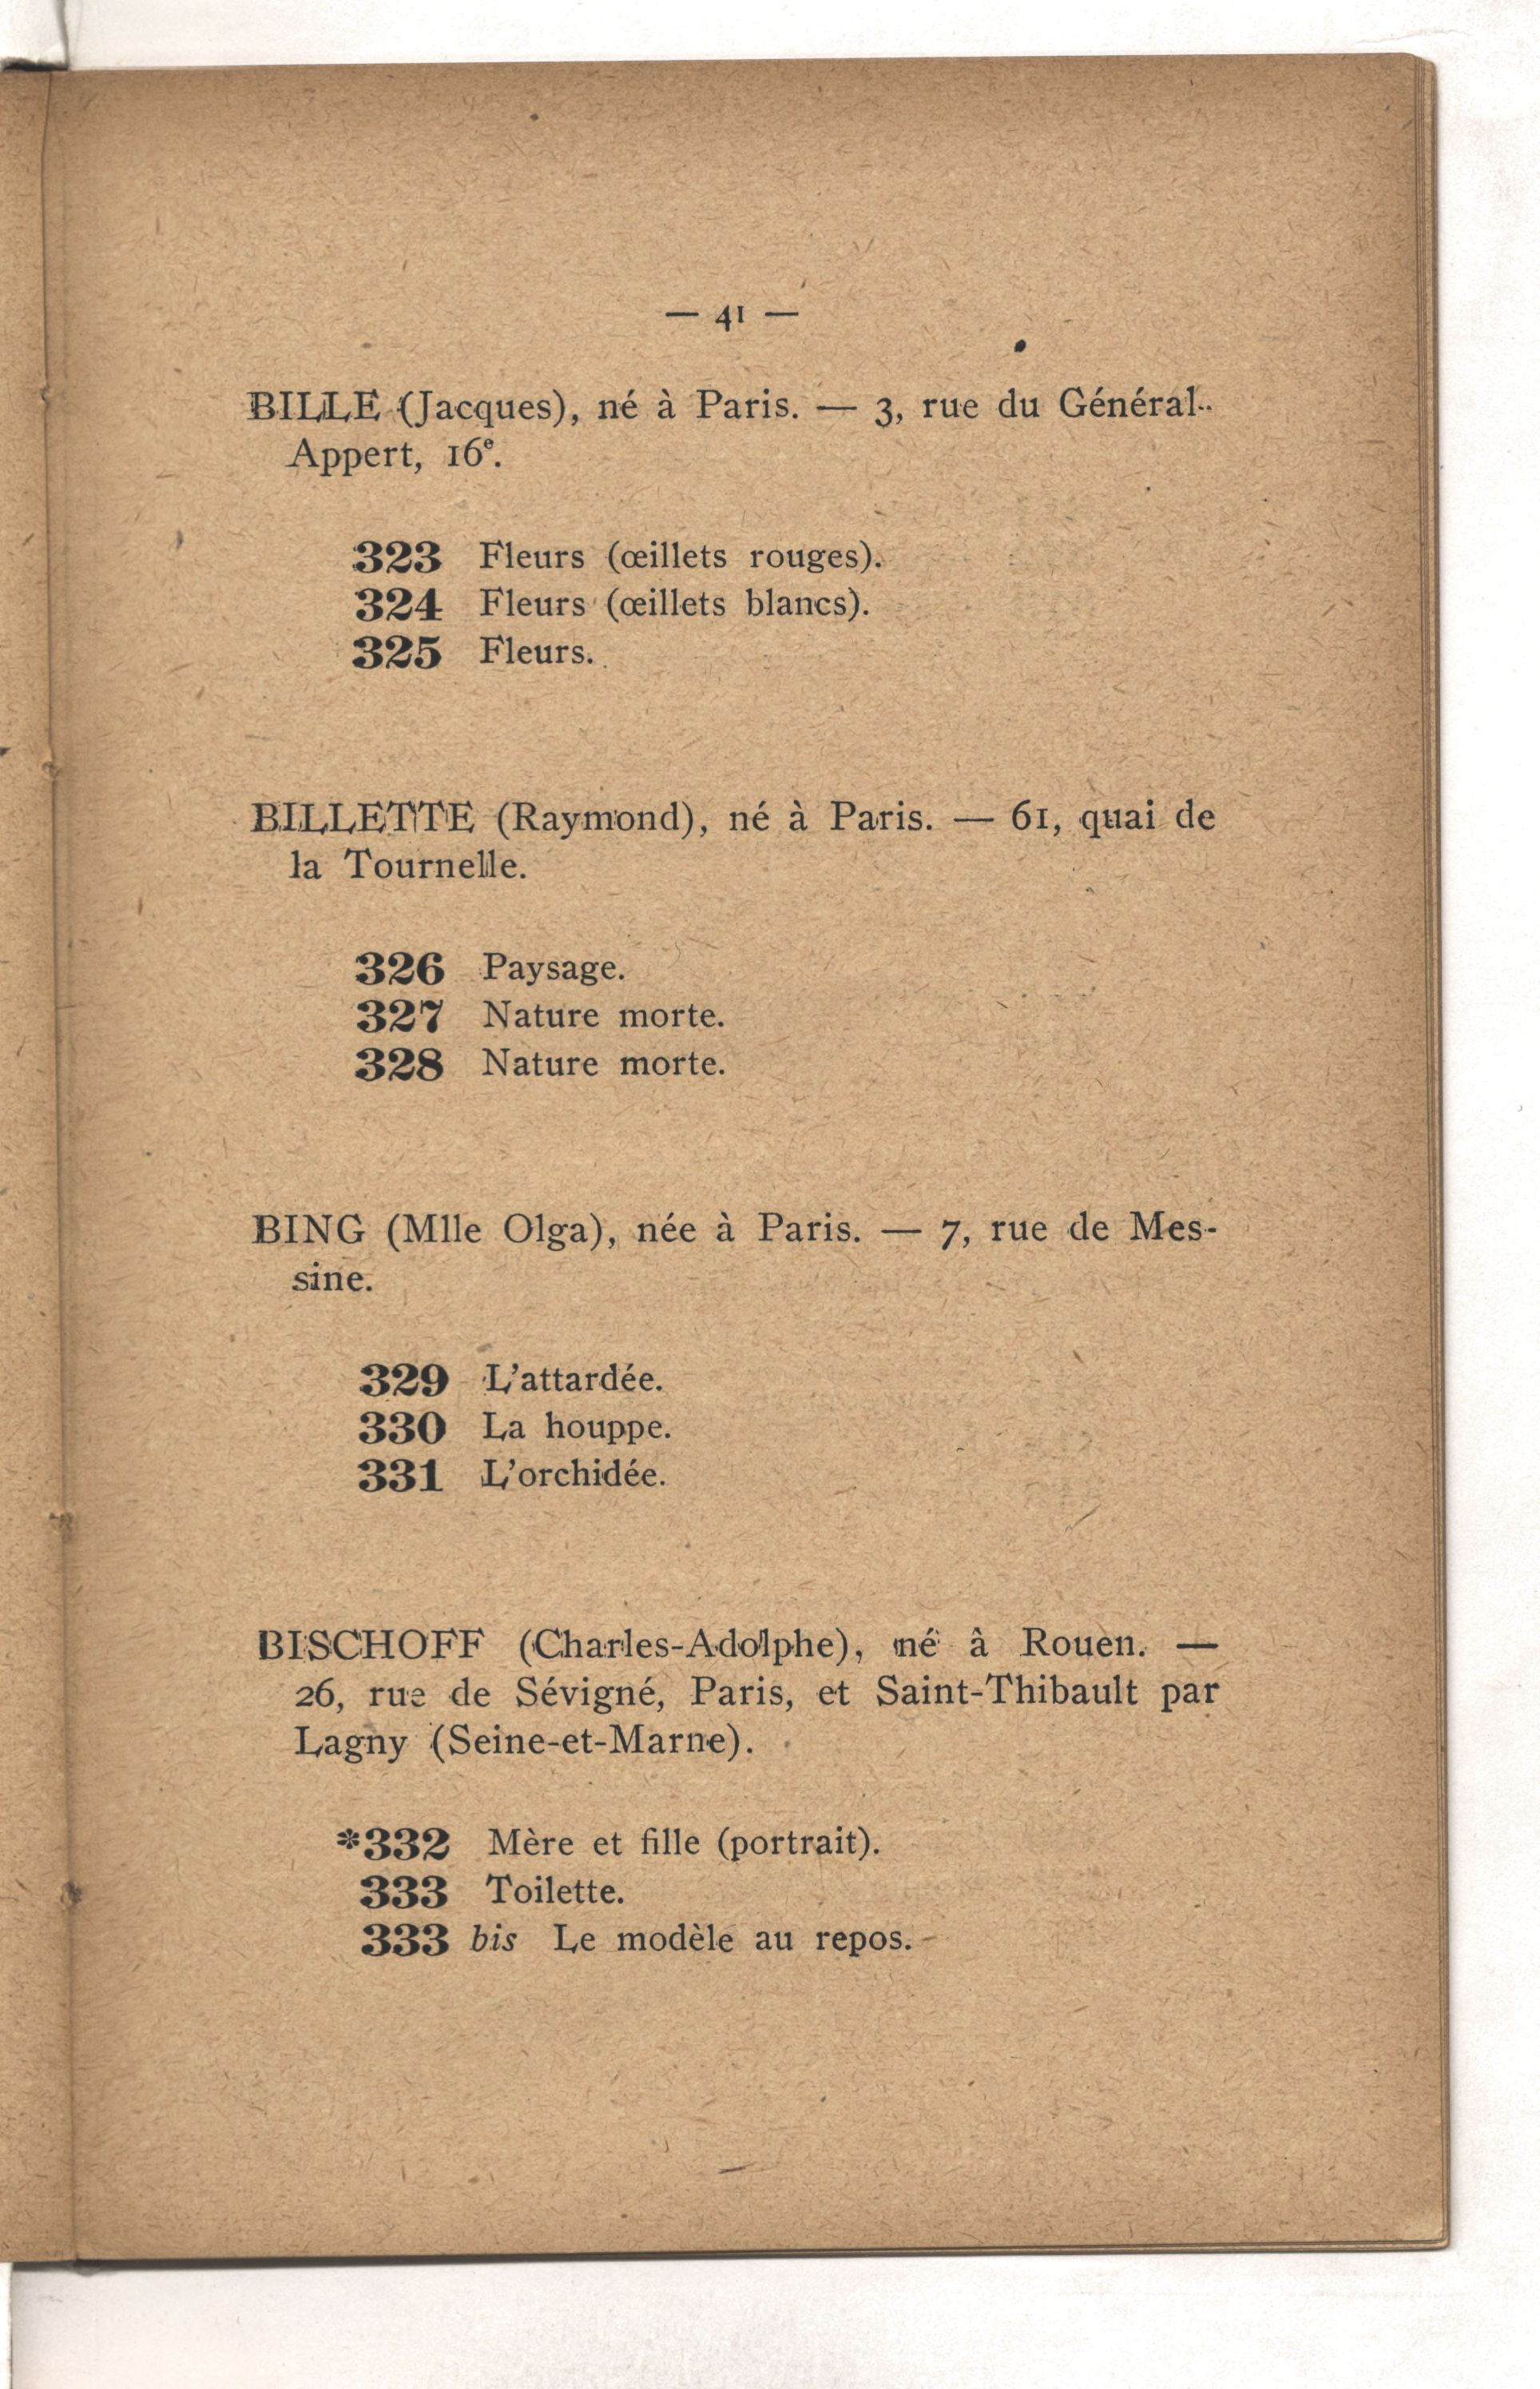 — 41 —
BILLE (Jacques), né à Paris. — 3, rue du Général-
Appert, 16e.
323 Fleurs (œillets rouges).
324 Fleurs (œillets blancs).
325 Fleurs.
BILLETTE (Raymond), né à Paris. — 61, quai de
la Tournelle.
326 Paysage.
327 Nature morte.
328 Nature morte.
BING (Mlle Olga), née à Paris. — 7, rue de Mes-
sine.
329 L'attardée.
330 La houppe.
331 L'orchidée.
BISCHOFF (Charles-Adolphe), né à Rouen. —
26, rue de Sévigné, Paris, et Saint-Thibault par
Lagny (Seine-et-Marne).
*332 Mère et fille (portrait).
333 Toilette.
333 bis Le modèle au repos.